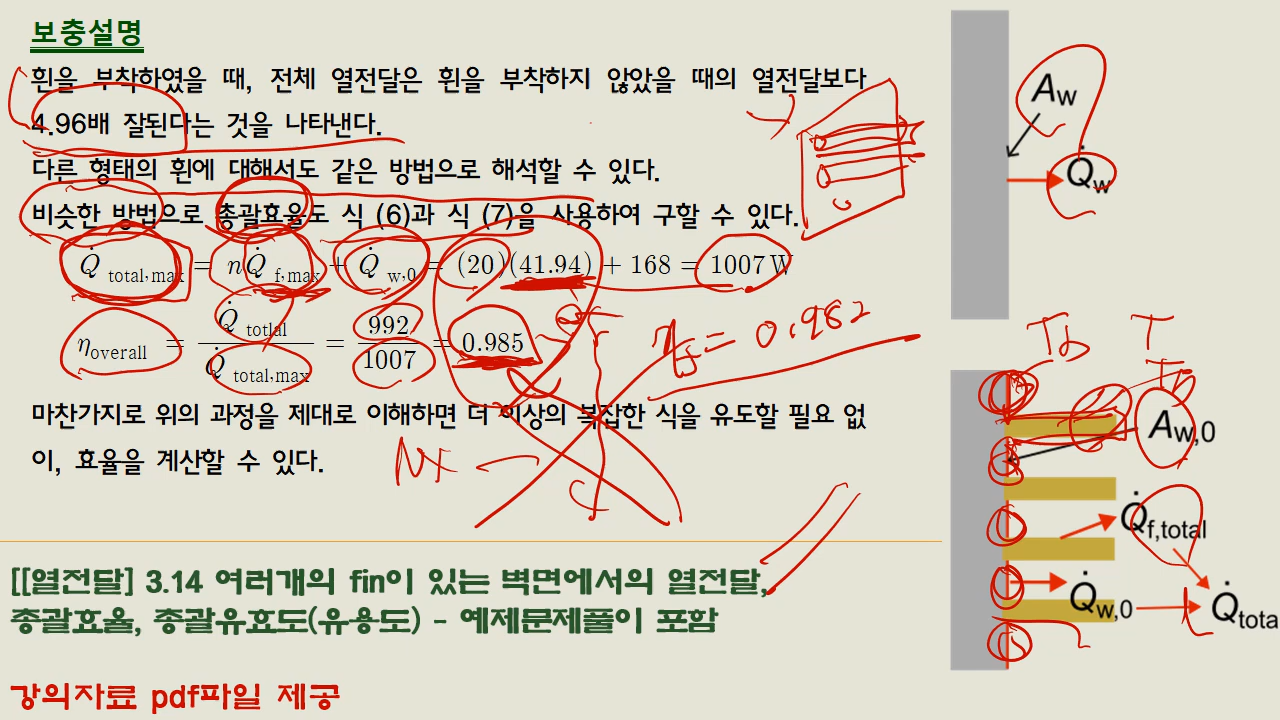 보충설명
휜을 부착하였을 때, 전체 열전달은 휜을 부착하지 않았을 때의 열전달보다
4.96배 잘된다는 것을 나타낸다.
다른 형태의 휜에 대해서도 같은 방법으로 해석할 수 있다.
비슷한 방법으로 총괄효율도 식 (6)과 식 (7)을 사용하여 구할 수 있다.
Q̇ total,max = nQ̇ f,max + Q̇ w,0 = (20)(41.94) + 168 = 1007 W
η overall = Q̇ totlal / Q̇ total,max = 992 / 1007 = 0.985
η f = 0.982
마찬가지로 위의 과정을 제대로 이해하면 더 이상의 복잡한 식을 유도할 필요 없
이, 효율을 계산할 수 있다.
[[열전달] 3.14 여러개의 fin이 있는 벽면에서의 열전달,
총괄효율, 총괄유효도(유용도) - 예제문제풀이 포함
강의자료 pdf파일 제공
A w
Q̇ w
A w,0
Q̇ f,total
Q̇ w,0
Q̇ tota